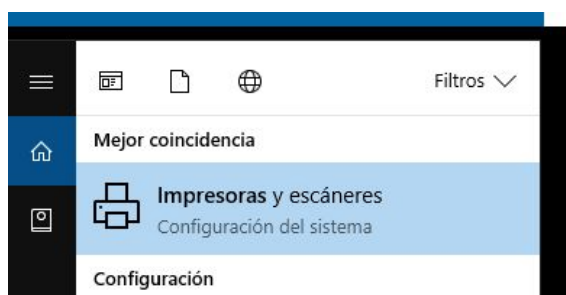 Filtros
Mejor coincidencia
Impresoras y escáneres
Configuración del sistema
Configuración